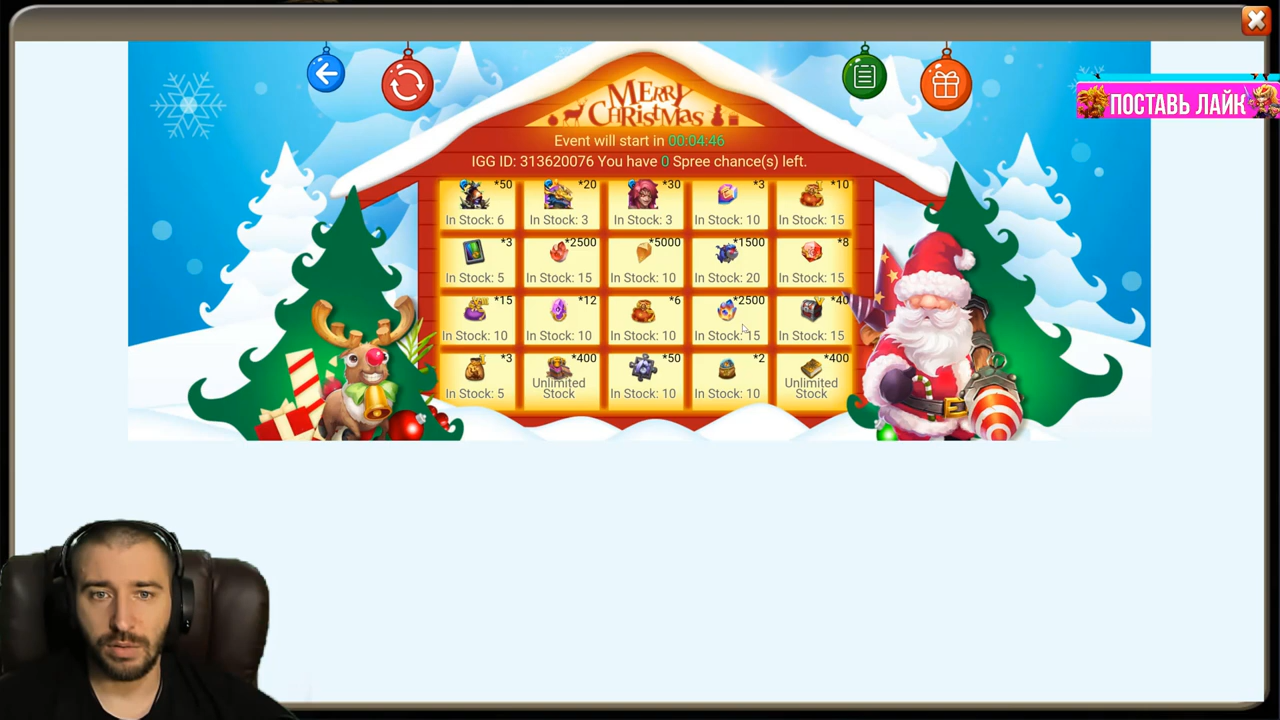 MERRY
CHRISTMAS
Event will start in 00:04:46
IGG ID: 313620076 You have 0 Spree chance(s) left.
ПОСТАВЬ ЛАЙК
*50 *20 *30 *3 *10
In Stock: 6 In Stock: 3 In Stock: 3 In Stock: 10 In Stock: 15
*3 *2500 *5000 *1500 *8
In Stock: 5 In Stock: 15 In Stock: 10 In Stock: 20 In Stock: 15
*15 *12 *6 *2500 *40
In Stock: 10 In Stock: 10 In Stock: 10 In Stock: 15 In Stock: 15
*3 *400 *50 *2 *400
In Stock: 5 Unlimited Stock In Stock: 10 In Stock: 10 Unlimited Stock